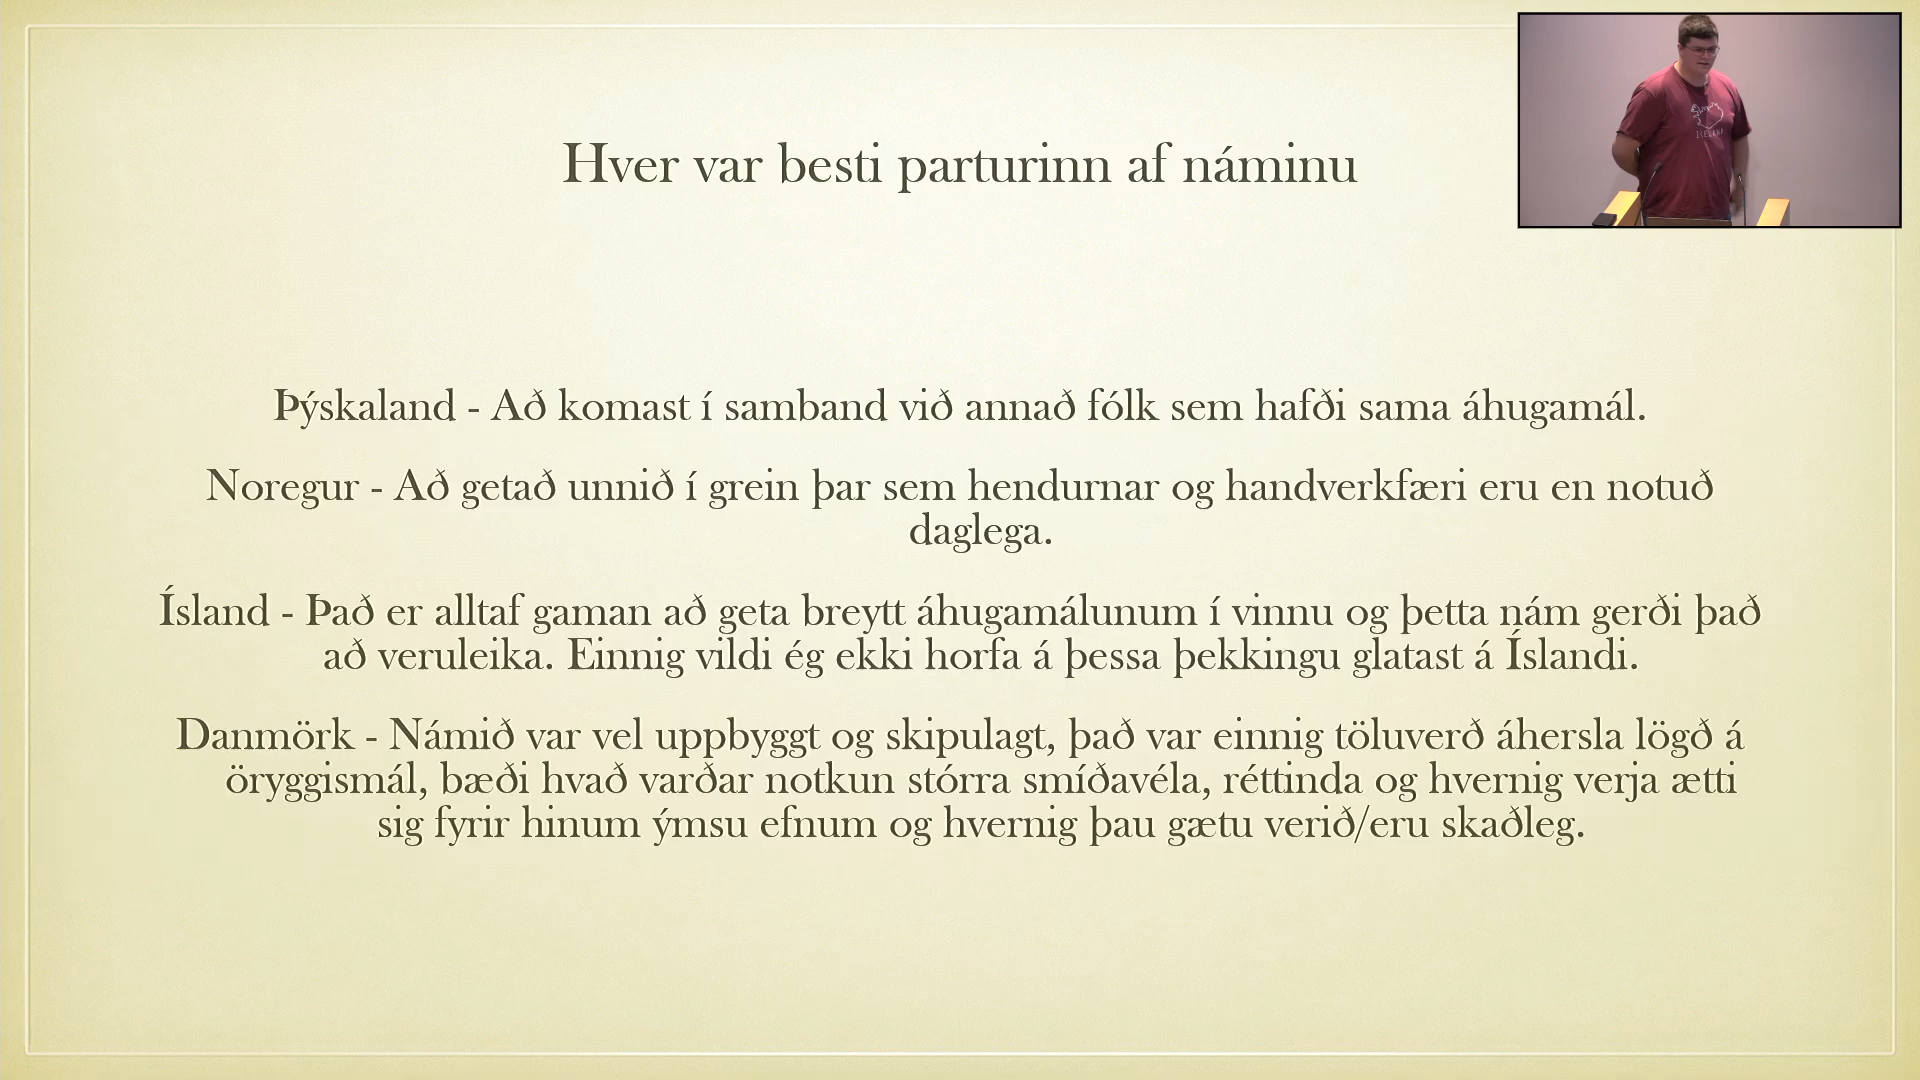 Hver var besti parturinn af náminu
Þýskaland - Að komast í samband við annað fólk sem hafði sama áhugamál.
Noregur - Að getað unnið í grein þar sem hendurnar og handverkfæri eru en notuð
daglega.
Ísland - Það er alltaf gaman að geta breytt áhugamálunum í vinnu og þetta nám gerði það
að veruleika. Einnig vildi ég ekki horfa á þessa þekkingu glatast á Íslandi.
Danmörk - Námið var vel uppbyggt og skipulagt, það var einnig töluverð áhersla lögð á
öryggismál, bæði hvað varðar notkun stórra smíðavéla, réttinda og hvernig verja ætti
sig fyrir hinum ýmsu efnum og hvernig þau gætu verið/eru skaðleg.